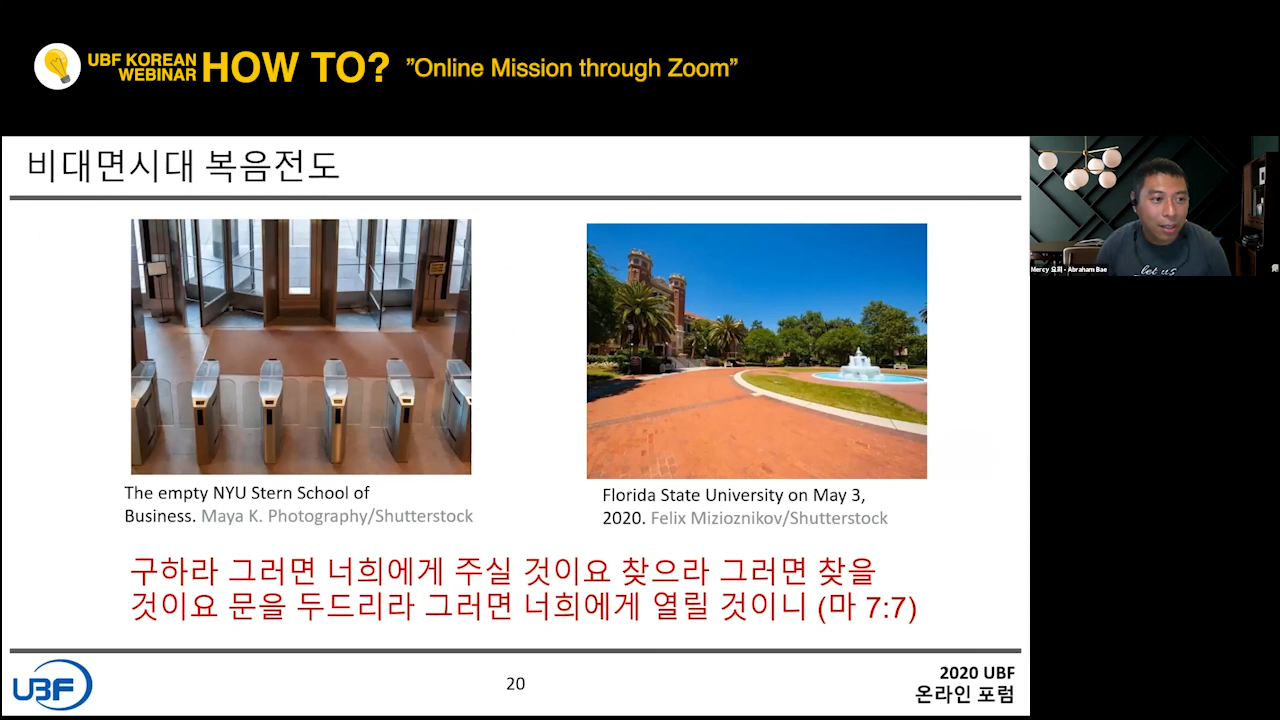 UBF KOREAN
WEBINAR
HOW TO?
”Online Mission through Zoom”
비대면시대 복음전도
Mercy 요피 - Abraham Bae
let us
The empty NYU Stern School of
Business. Maya K. Photography/Shutterstock
Florida State University on May 3,
2020. Felix Mizioznikov/Shutterstock
구하라 그러면 너희에게 주실 것이요 찾으라 그러면 찾을
것이요 문을 두드리라 그러면 너희에게 열릴 것이니 (마 7:7)
UBF
20
2020 UBF
온라인 포럼